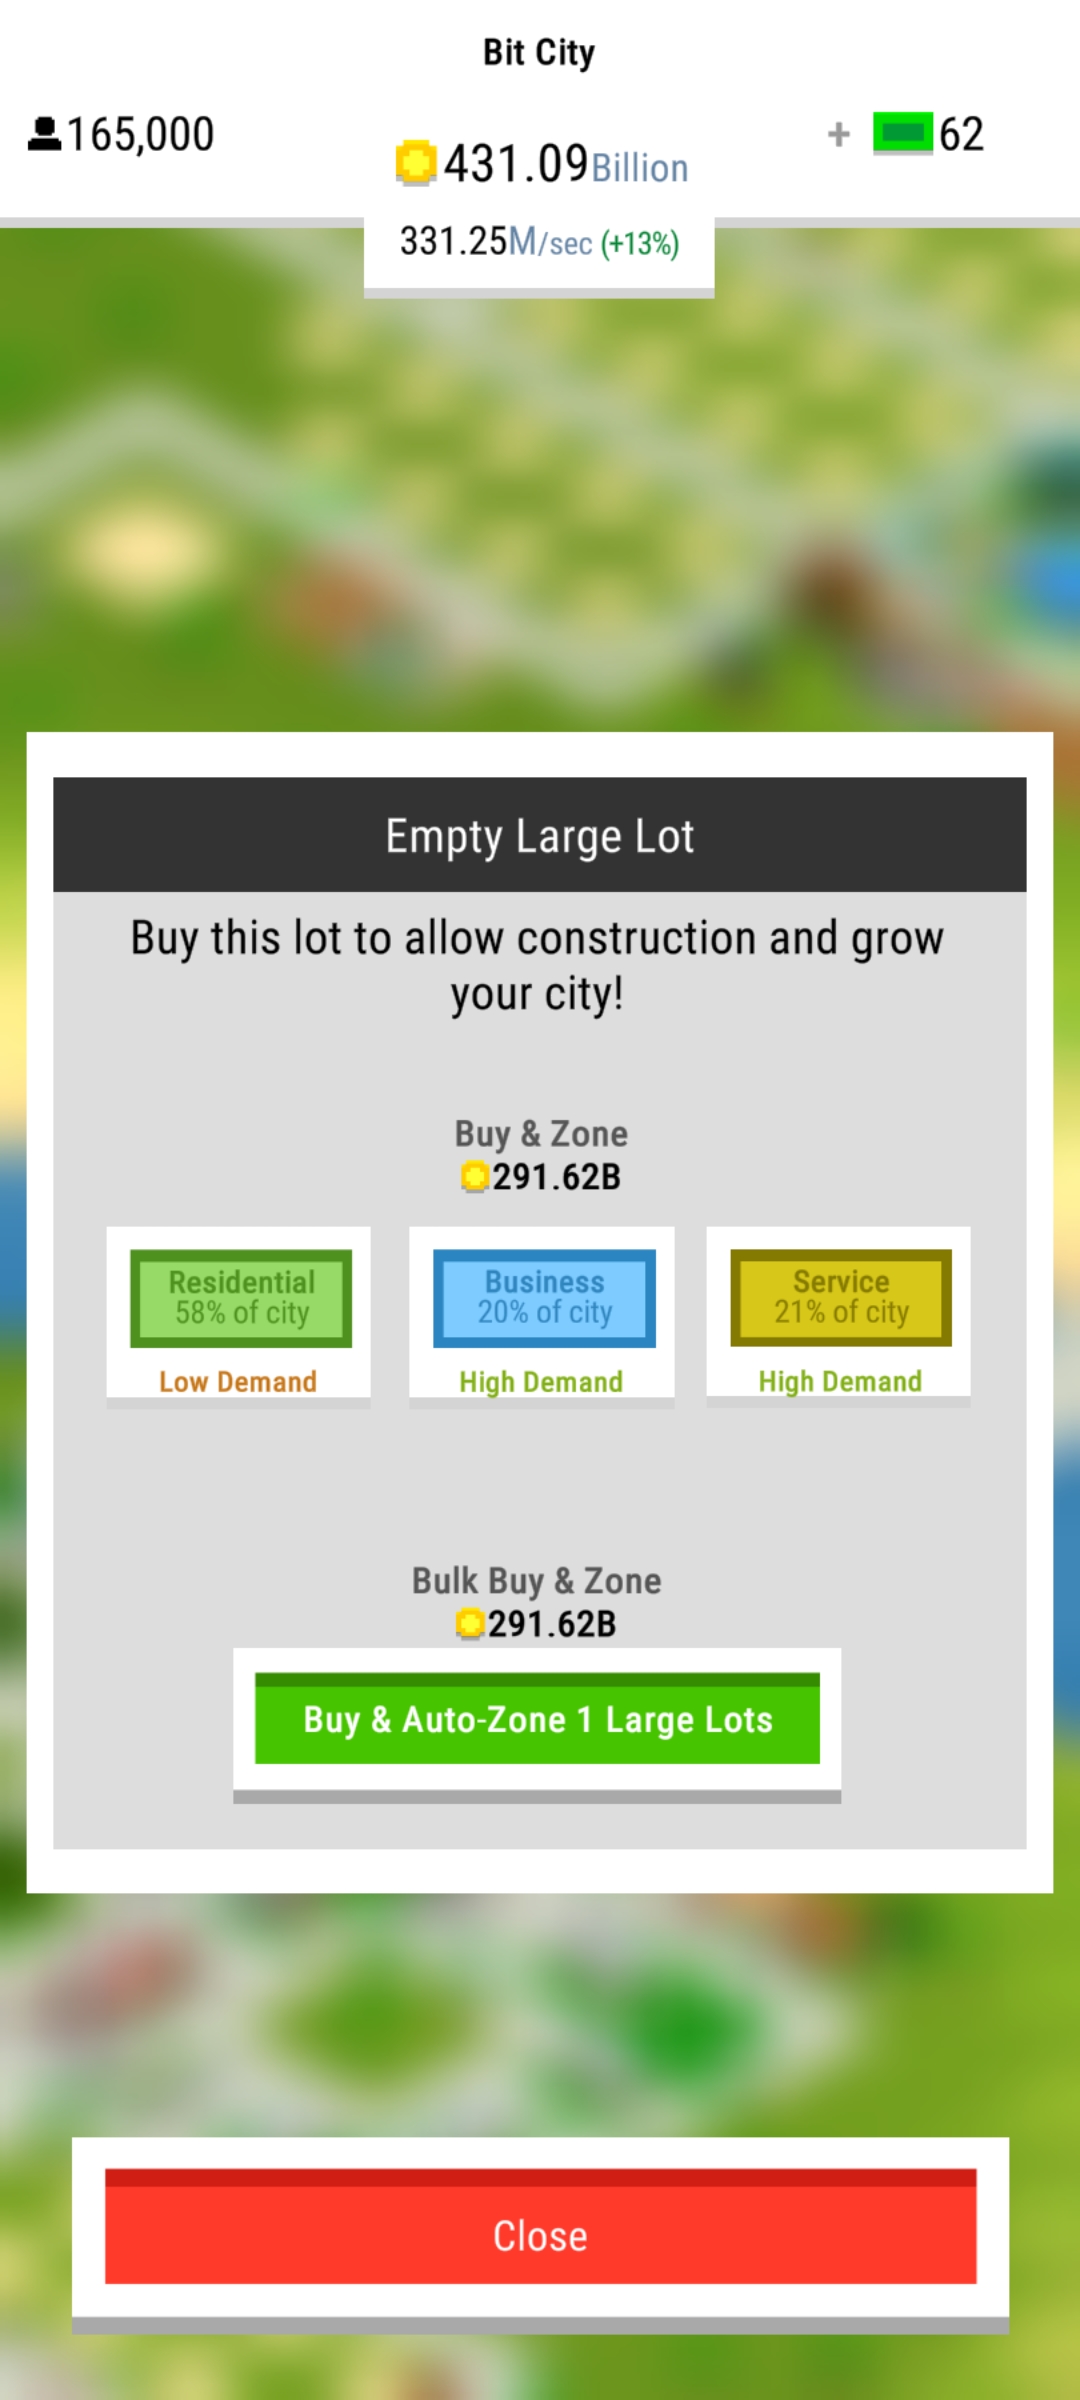 Bit City
165,000
431.09Billion
+ 62
331.25M/sec (+13%)
Empty Large Lot
Buy this lot to allow construction and grow
your city!
Buy & Zone
291.62B
Residential
58% of city
Low Demand
Business
20% of city
High Demand
Service
21% of city
High Demand
Bulk Buy & Zone
291.62B
Buy & Auto-Zone 1 Large Lots
Close